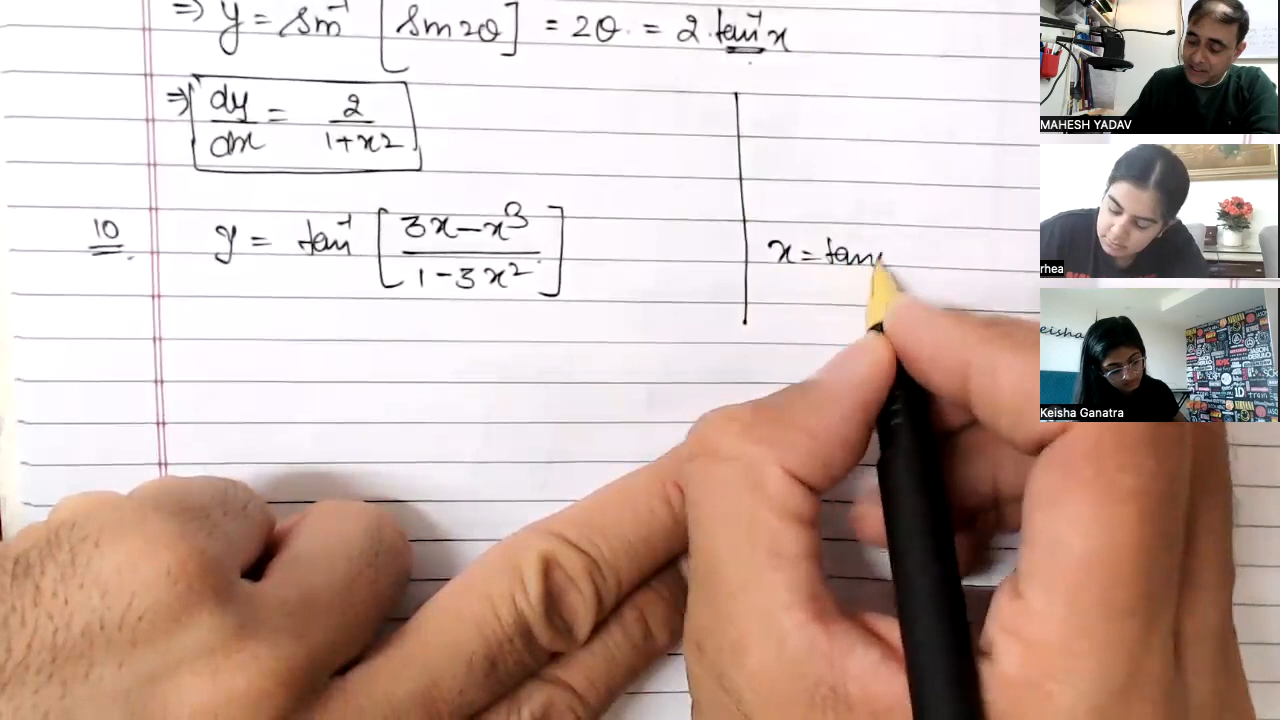 ⇒ y = sin⁻¹ [sin 2θ] = 2θ. = 2 tan⁻¹x
⇒ dy/dx = 2/(1+x2)
10. y = tan⁻¹ [(3x-x³)/(1-3x²)]
x = tan
MAHESH YADAV
rhea
Keisha Ganatra
eisha